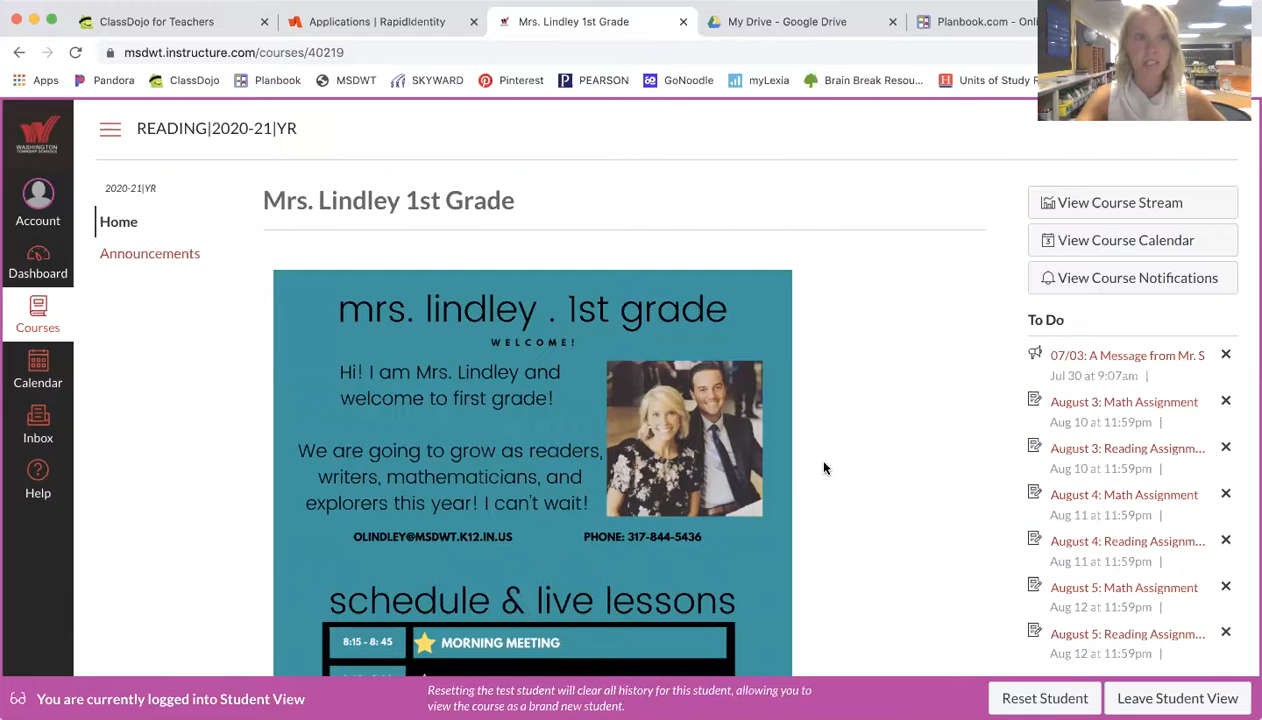 ClassDojo for Teachers
Applications | RapidIdentity
Mrs. Lindley 1st Grade
My Drive - Google Drive
Planbook.com - Onl
msdwt.instructure.com/courses/40219
Apps Pandora ClassDojo Planbook MSDWT SKYWARD Pinterest PEARSON GoNoodle myLexia Brain Break Resou... Units of Study R
WASHINGTON
TOWNSHIP SCHOOLS
Account
Dashboard
Courses
Calendar
Inbox
Help
READING|2020-21|YR
2020-21|YR
Home
Announcements
Mrs. Lindley 1st Grade
mrs. lindley . 1st grade
WELCOME!
Hi! I am Mrs. Lindley and
welcome to first grade!
We are going to grow as readers,
writers, mathematicians, and
explorers this year! I can't wait!
OLINDLEY@MSDWT.K12.IN.US PHONE: 317-844-5436
schedule & live lessons
8:15 - 8: 45 MORNING MEETING
View Course Stream
View Course Calendar
View Course Notifications
To Do
07/03: A Message from Mr. S
Jul 30 at 9:07am |
August 3: Math Assignment
Aug 10 at 11:59pm |
August 3: Reading Assignm...
Aug 10 at 11:59pm |
August 4: Math Assignment
Aug 11 at 11:59pm |
August 4: Reading Assignm...
Aug 11 at 11:59pm |
August 5: Math Assignment
Aug 12 at 11:59pm |
August 5: Reading Assignm...
Aug 12 at 11:59pm |
You are currently logged into Student View
Resetting the test student will clear all history for this student, allowing you to
view the course as a brand new student.
Reset Student
Leave Student View